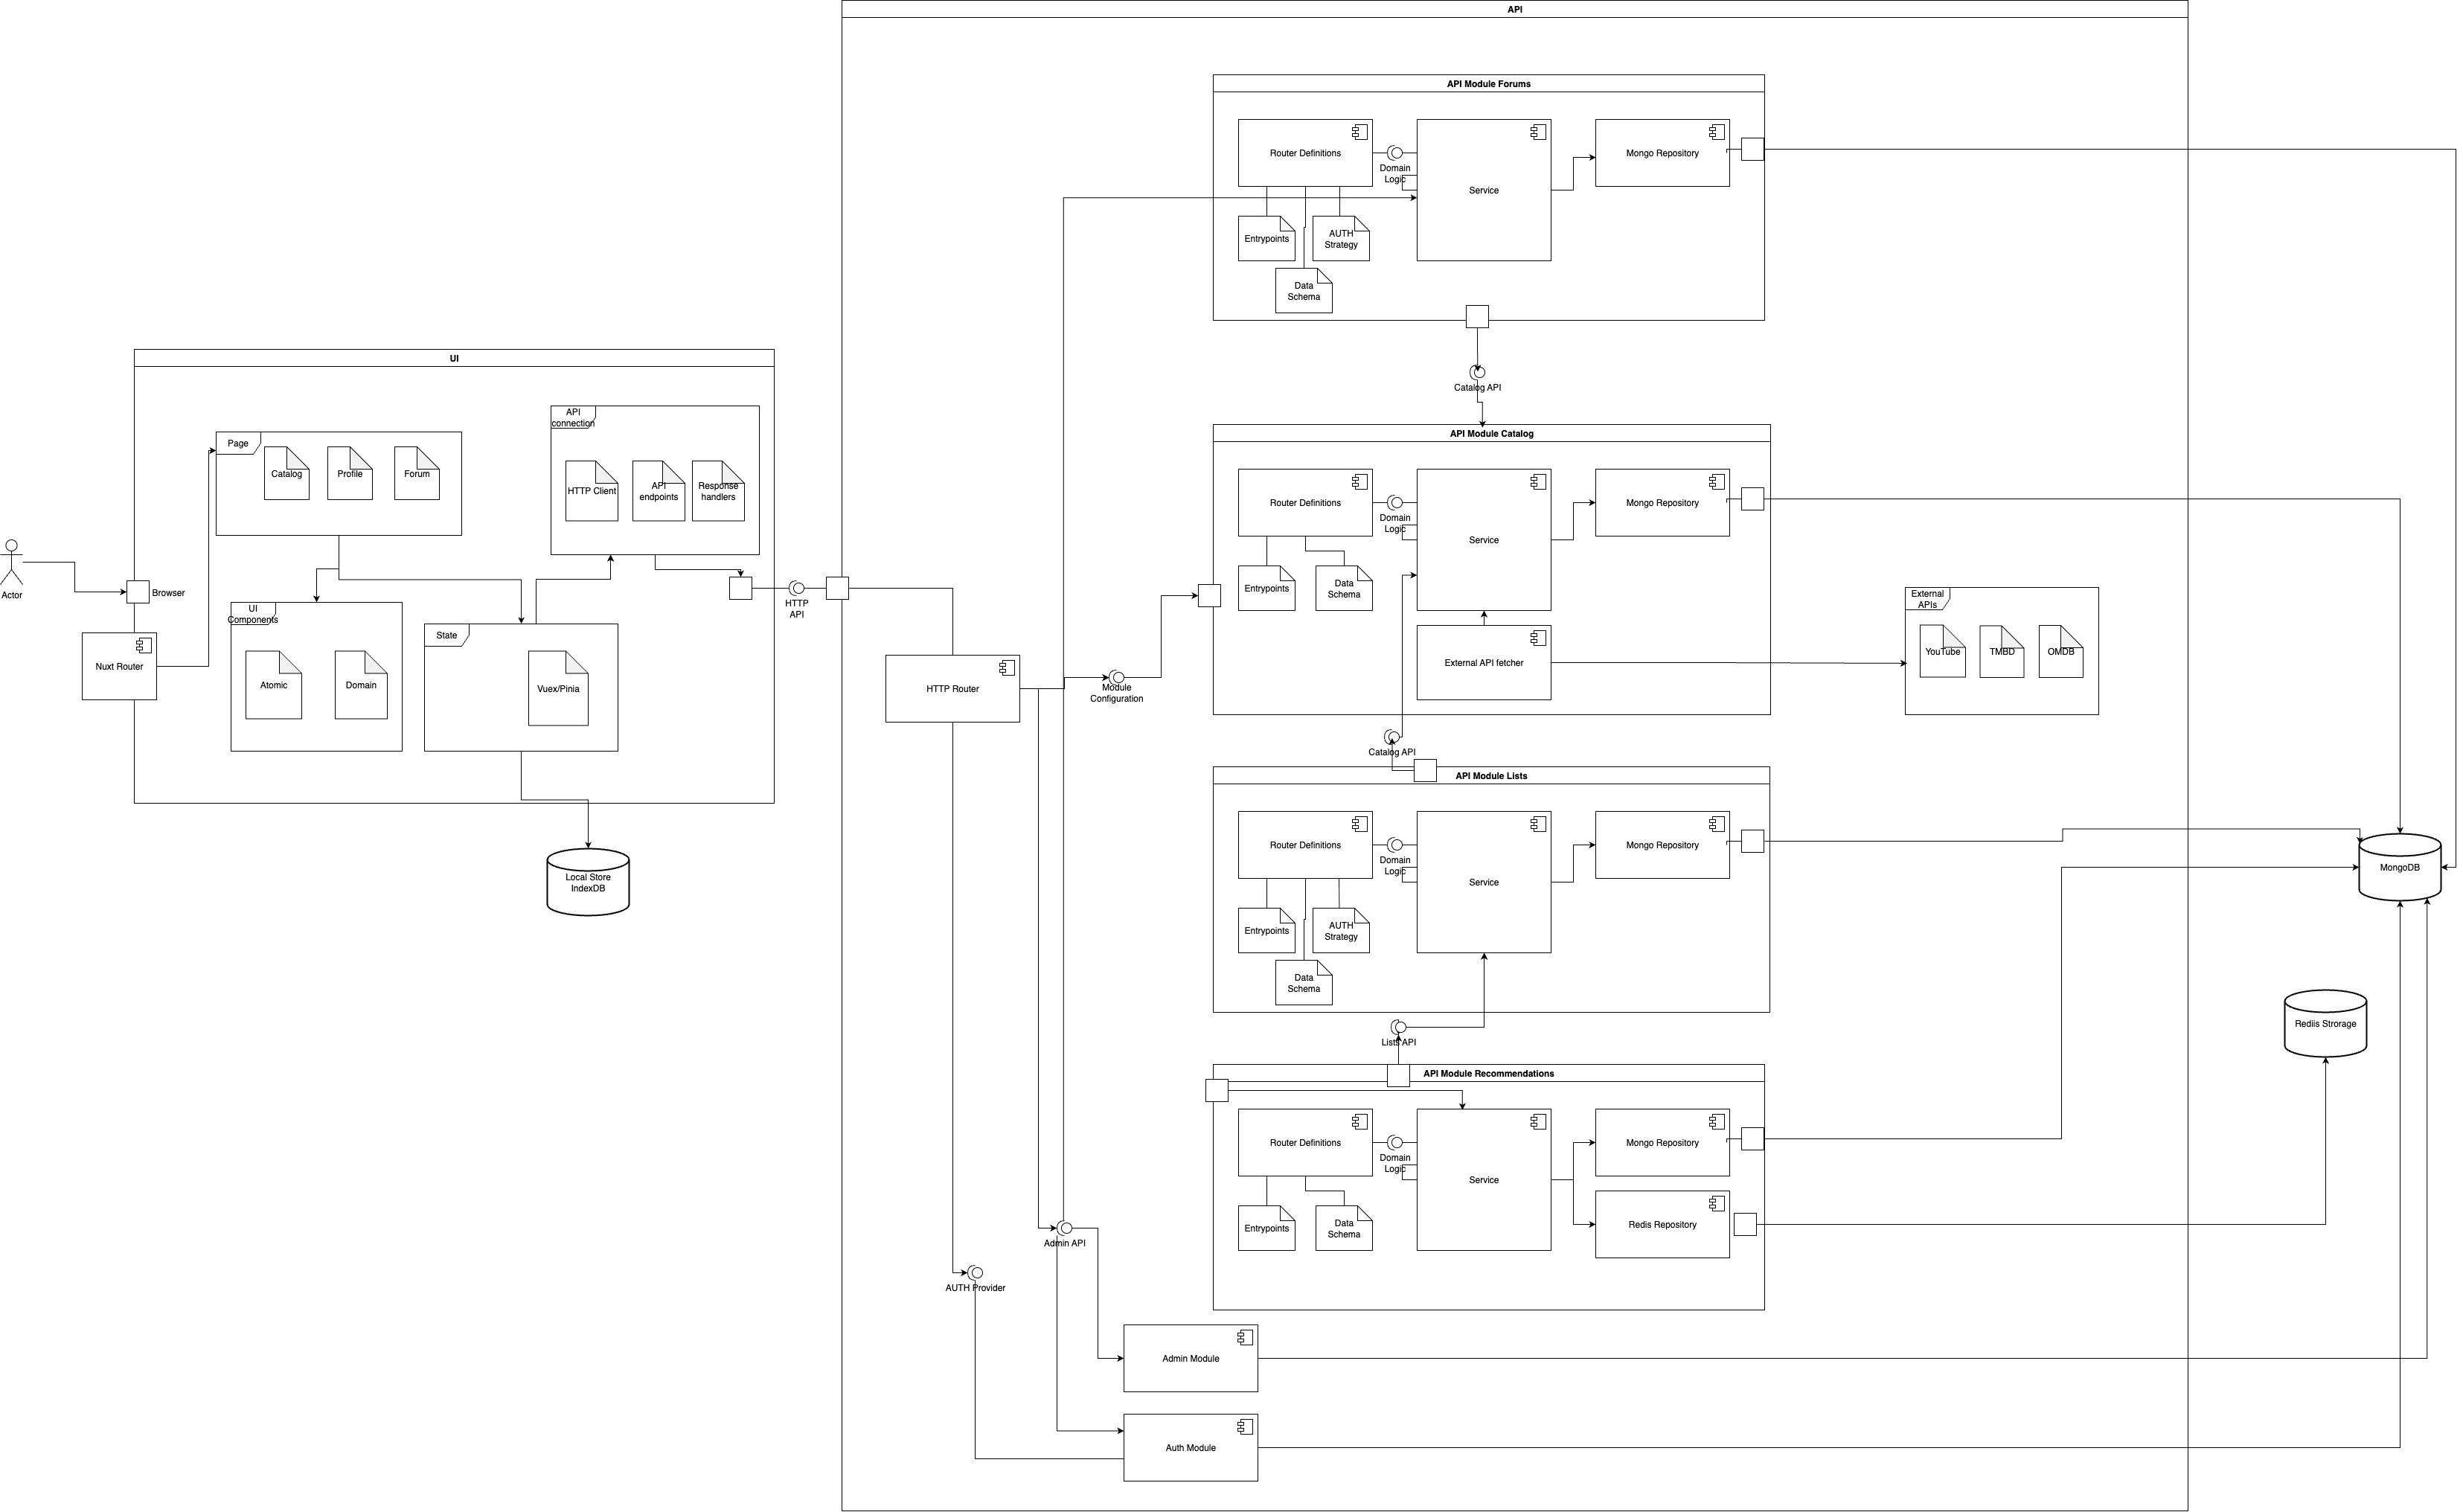 API
API Module Forums
Router Definitions
Domain
Logic
Service
Mongo Repository
Entrypoints
AUTH
Strategy
Data
Schema
Catalog API
UI
Page
Catalog
Profile
Forum
API
connection
HTTP Client
API
endpoints
Response
handlers
Actor
Browser
Nuxt Router
UI
Components
Atomic
Domain
State
Vuex/Pinia
HTTP
API
Local Store
IndexDB
HTTP Router
Module
Configuration
API Module Catalog
Router Definitions
Domain
Logic
Service
Mongo Repository
Entrypoints
Data
Schema
External API fetcher
External
APIs
YouTube
TMBD
OMDB
Catalog API
API Module Lists
Router Definitions
Domain
Logic
Service
Mongo Repository
Entrypoints
AUTH
Strategy
Data
Schema
MongoDB
Rediis Strorage
Lists API
API Module Recommendations
Router Definitions
Domain
Logic
Service
Mongo Repository
Redis Repository
Entrypoints
Data
Schema
Admin API
AUTH Provider
Admin Module
Auth Module